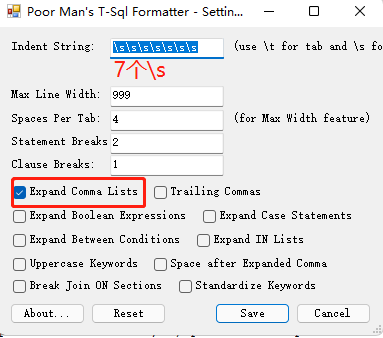 Poor Man's T-Sql Formatter - Settin
Indent String: \s\s\s\s\s\s\s (use \t for tab and \s fo
7个\s
Max Line Width: 999
Spaces Per Tab: 4 (for Max Width feature)
Statement Breaks 2
Clause Breaks: 1
Expand Comma Lists Trailing Commas
Expand Boolean Expressions Expand Case Statements
Expand Between Conditions Expand IN Lists
Uppercase Keywords Space after Expanded Comma
Break Join ON Sections Standardize Keywords
About... Reset Save Cancel